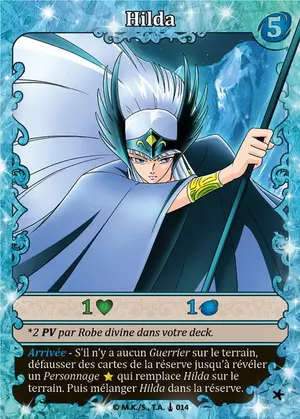 Hilda
5
1 1
*2 PV par Robe divine dans votre deck.
Arrivée - S'il n'y a aucun Guerrier sur le terrain,
défausser des cartes de la réserve jusqu'à révéler
un Personnage qui remplace Hilda sur le
terrain. Puis mélanger Hilda dans la réserve.
© M.K./S., T.A. 014